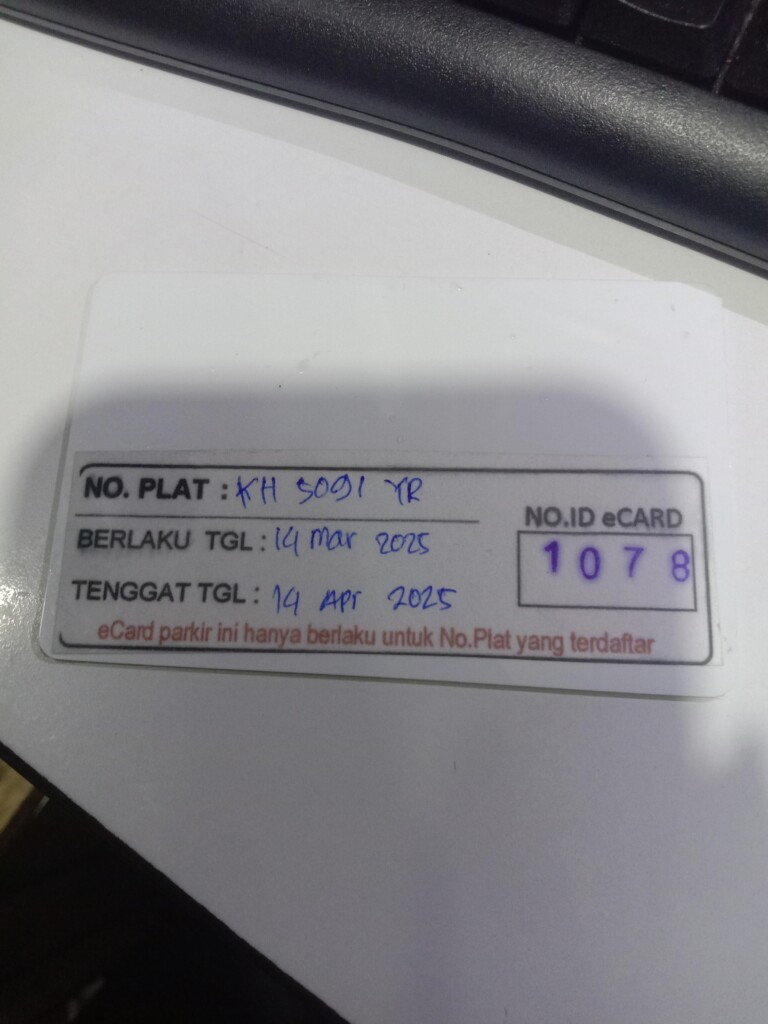 NO. PLAT : KH 5091 YR
BERLAKU TGL : 14 Mar 2025
NO.ID eCARD
1078
TENGGAT TGL : 14 Apr 2025
eCard parkir ini hanya berlaku untuk No.Plat yang terdaftar